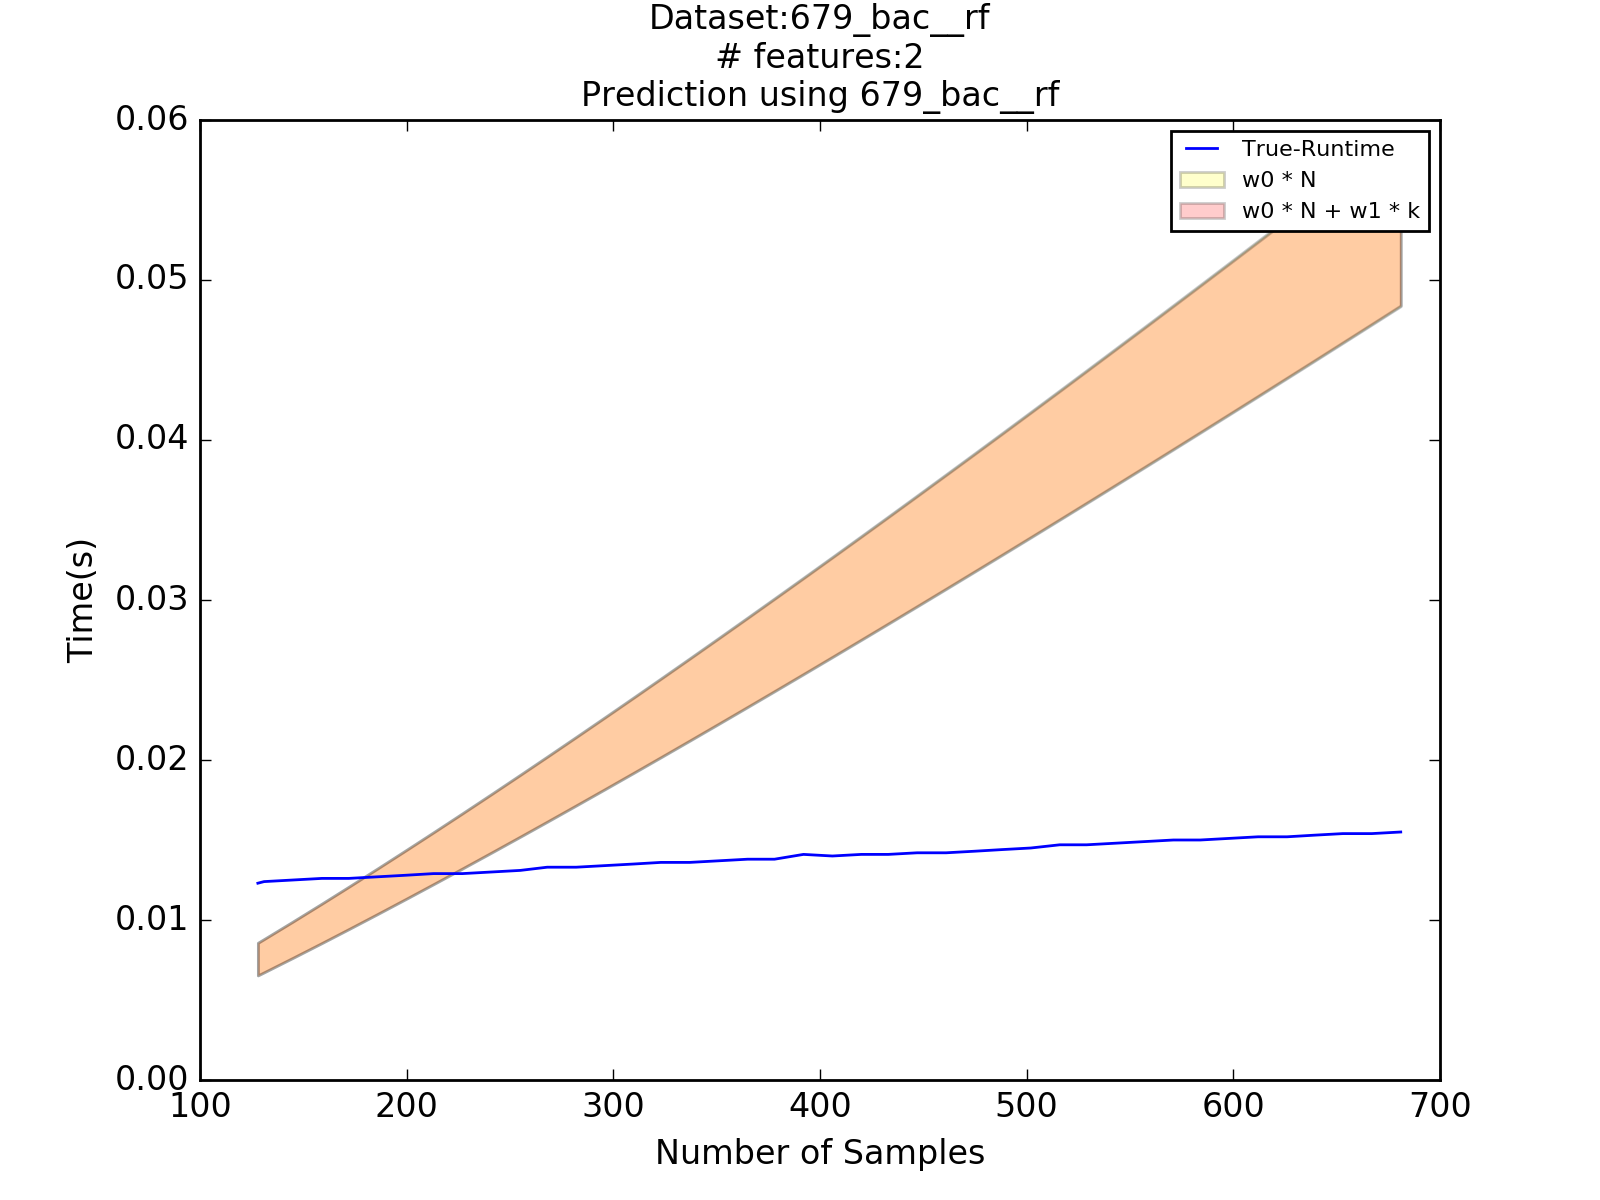 Dataset:679_bac__rf
# features:2
Prediction using 679_bac__rf
0.06
0.05
0.04
0.03
0.02
0.01
0.00
Time(s)
True-Runtime
w0 * N
w0 * N + w1 * k
100 200 300 400 500 600 700
Number of Samples